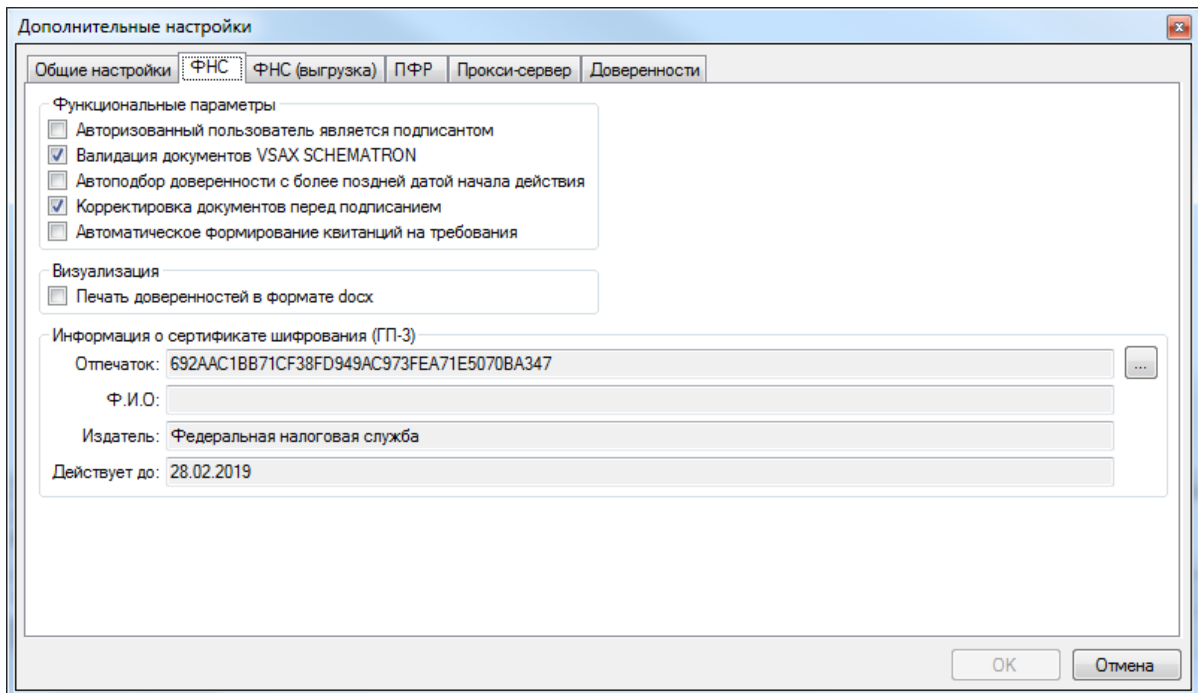 Дополнительные настройки
Общие настройки ФНС ФНС (выгрузка) ПФР Прокси-сервер Доверенности
Функциональные параметры
Авторизованный пользователь является подписантом
Валидация документов VSAX SCHEMATRON
Автоподбор доверенности с более поздней датой начала действия
Корректировка документов перед подписанием
Автоматическое формирование квитанций на требования
Визуализация
Печать доверенностей в формате docx
Информация о сертификате шифрования (ГП-3)
Отпечаток: 692AAC1BB71CF38FD949AC973FEA71E5070BA347 ...
Ф.И.О:
Издатель: Федеральная налоговая служба
Действует до: 28.02.2019
OK Отмена